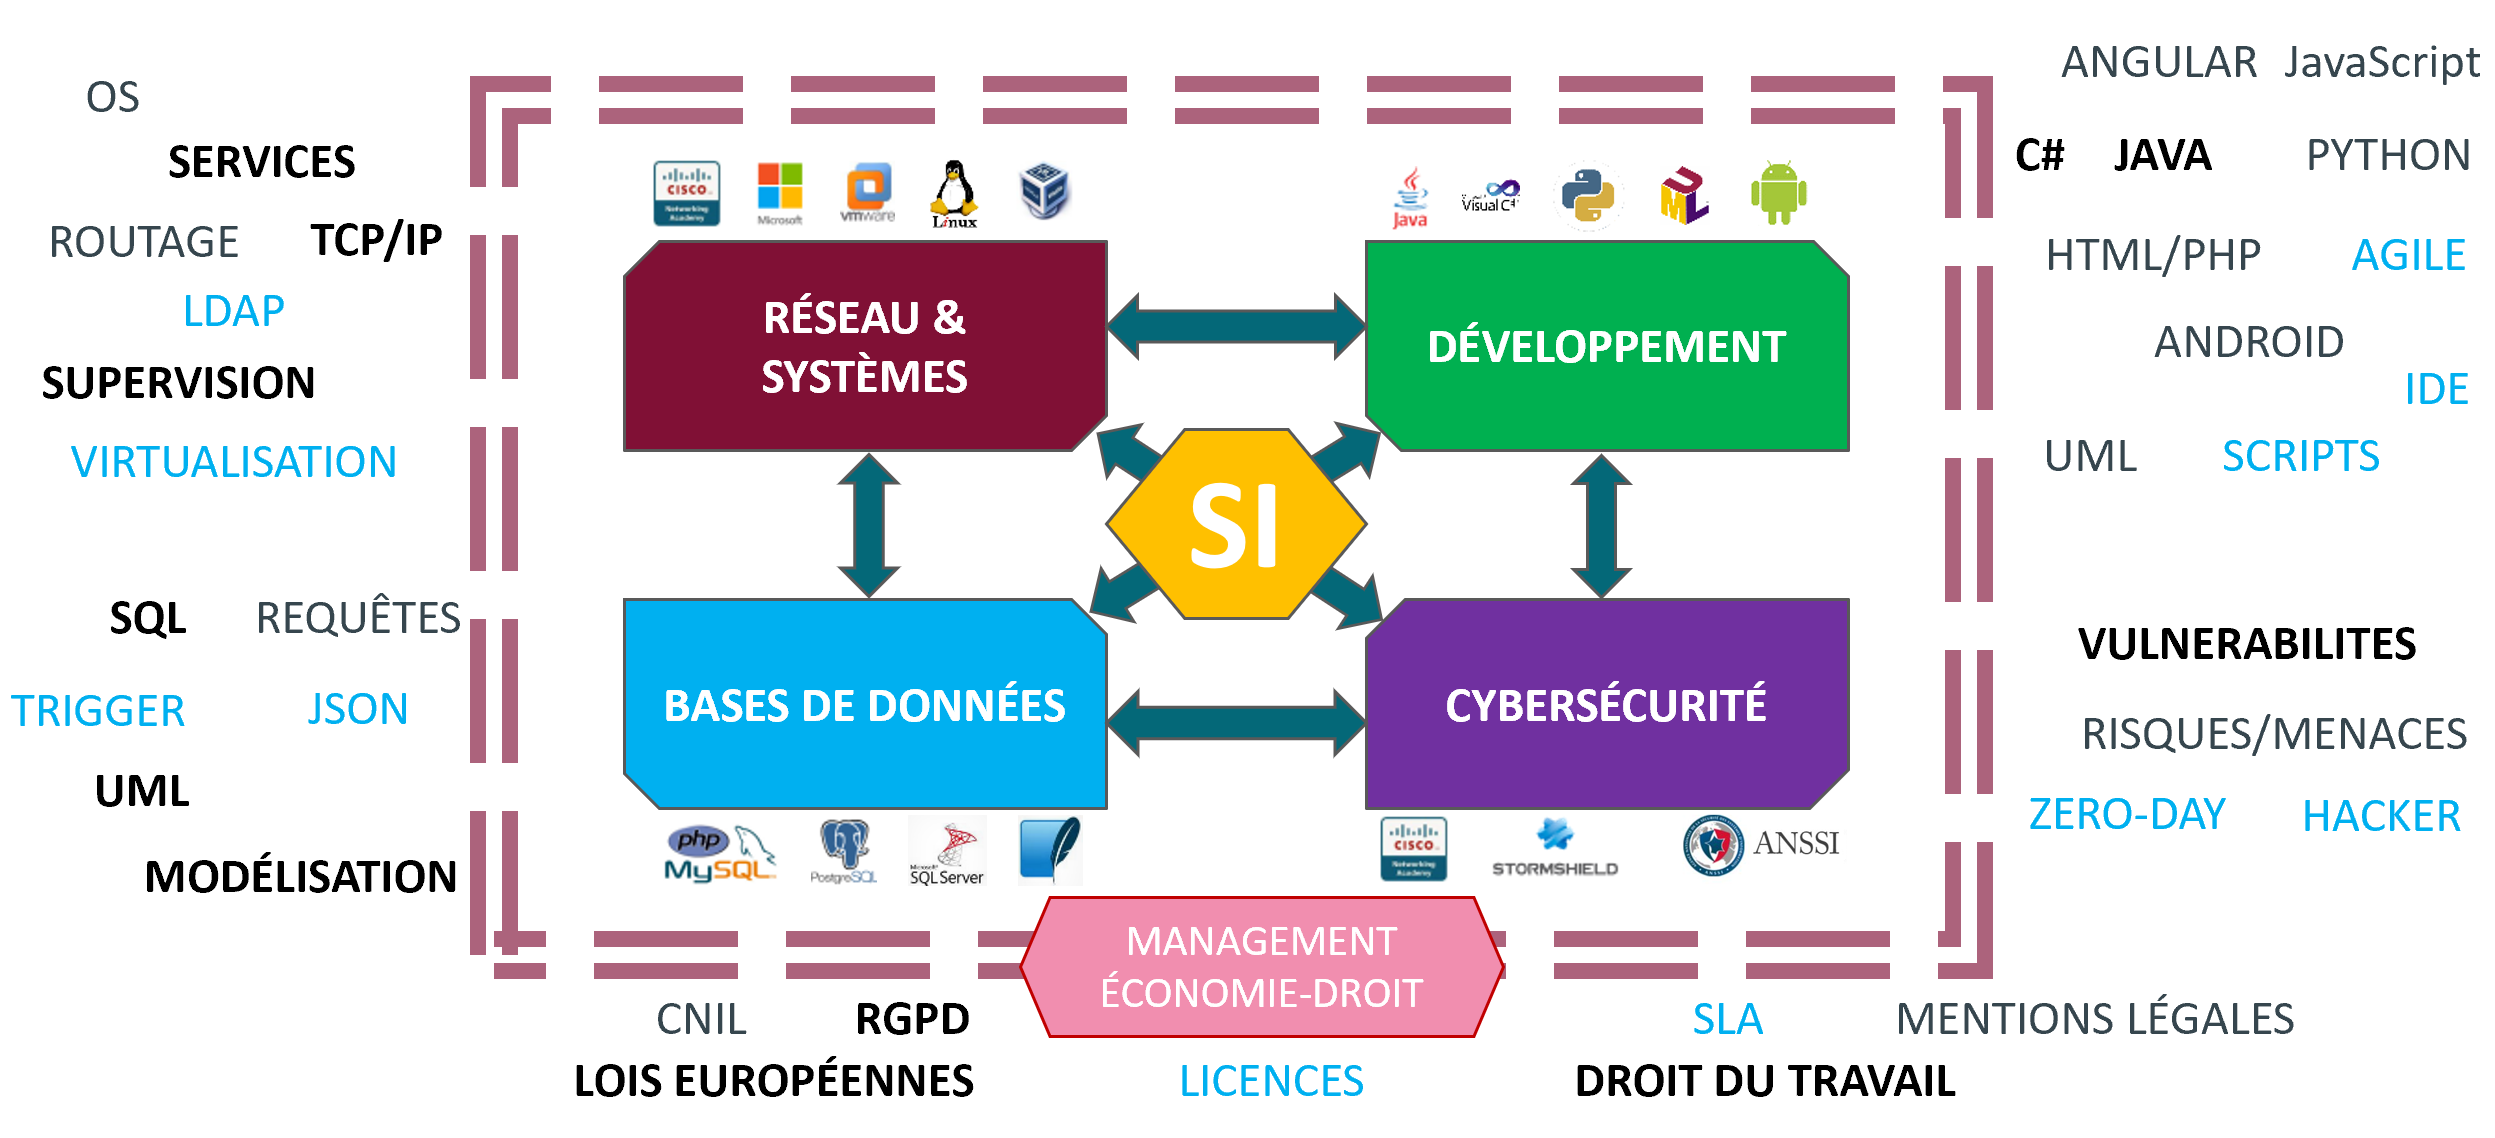 OS
SERVICES
ROUTAGE TCP/IP
LDAP
SUPERVISION
VIRTUALISATION
SQL REQUÊTES
TRIGGER JSON
UML
MODÉLISATION
CISCO
Networking
Academy
Microsoft
vmware
Linux
Java
Visual C#
UML
RÉSEAU &
SYSTÈMES
DÉVELOPPEMENT
SI
BASES DE DONNÉES
CYBERSÉCURITÉ
php
MySQL
PostgreSQL
Microsoft
SQL Server
CISCO
Networking
Academy
STORMSHIELD
ANSSI
ANSSI
MANAGEMENT
ÉCONOMIE-DROIT
ANGULAR JavaScript
C# JAVA PYTHON
HTML/PHP AGILE
ANDROID
IDE
UML SCRIPTS
VULNERABILITES
RISQUES/MENACES
ZERO-DAY HACKER
CNIL RGPD SLA MENTIONS LÉGALES
LOIS EUROPÉENNES LICENCES DROIT DU TRAVAIL